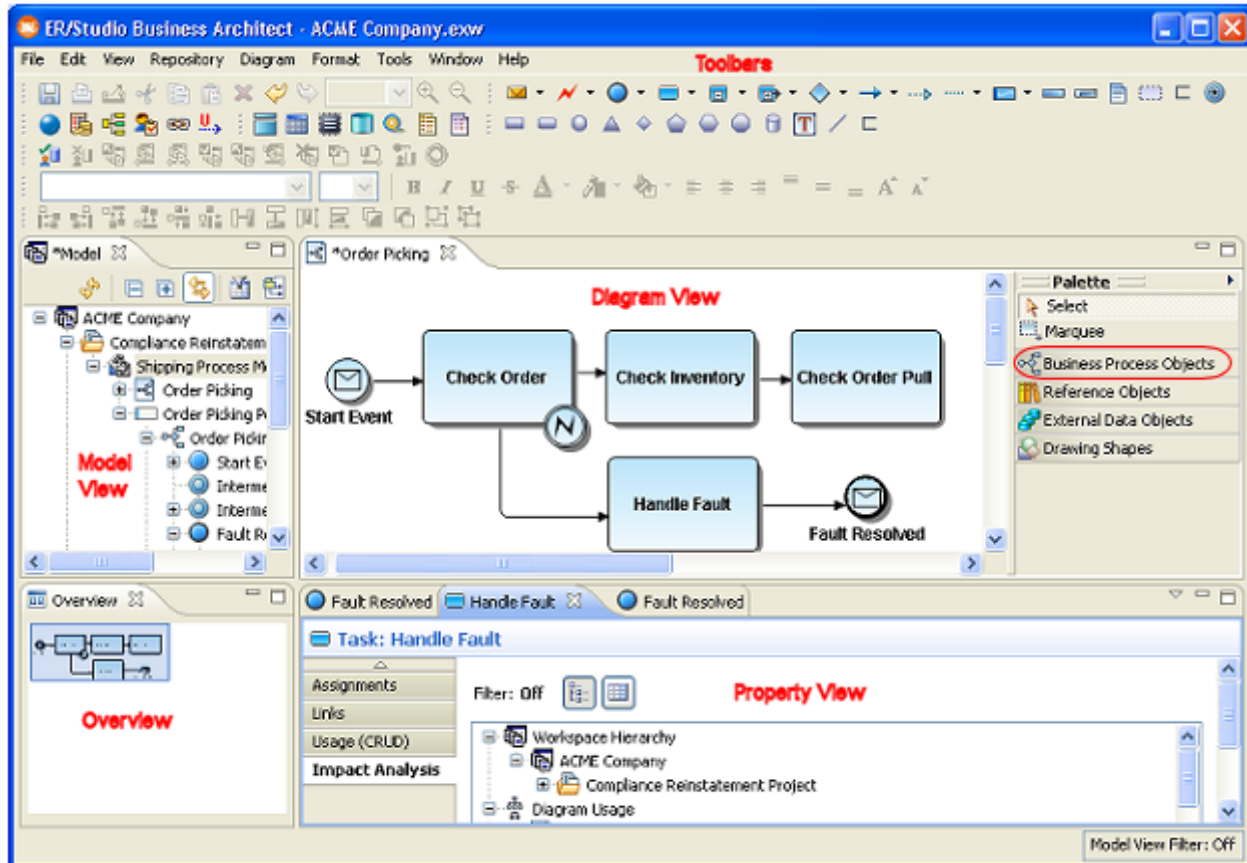 ER/Studio Business Architect - ACME Company.exw
File Edit View Repository Diagram Format Tools Window Help
Toolbars
*Model
*Order Picking
Diagram View
Palette
Select
Marquee
Business Process Objects
Reference Objects
External Data Objects
Drawing Shapes
ACME Company
Compliance Reinstatem
Shipping Process M
Order Picking
Order Picking P
Order Pickin
Start E
Interme
Interme
Fault R
Model
View
Start Event
Check Order
Check Inventory
Check Order Pull
Handle Fault
Fault Resolved
Overview
Overview
Fault Resolved
Handle Fault
Fault Resolved
Task: Handle Fault
Assignments
Links
Usage (CRUD)
Impact Analysis
Filter: Off
Property View
Workspace Hierarchy
ACME Company
Compliance Reinstatement Project
Diagram Usage
Model View Filter: Off